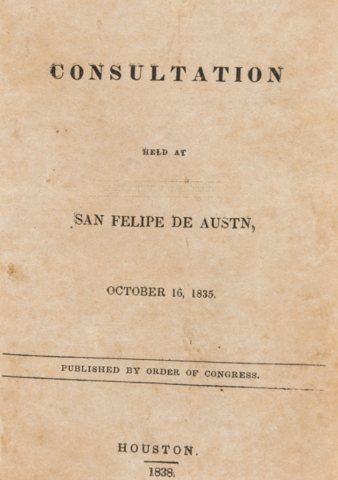 CONSULTATION
HELD AT
SAN FELIPE DE AUSTN,
OCTOBER 16, 1835.
PUBLISHED BY ORDER OF CONGRESS.
HOUSTON.
1838.